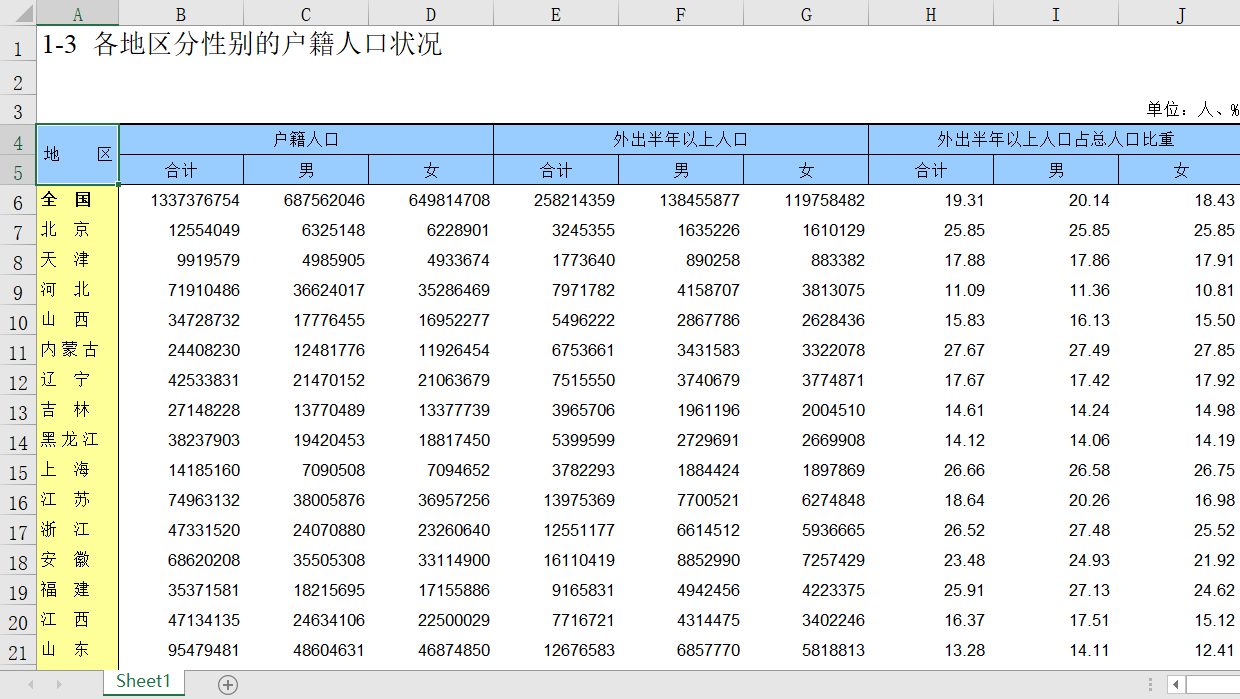 A B C D E F G H I J
1 1-3 各地区分性别的户籍人口状况
2
3 单位：人、%
4 地 区 户籍人口 外出半年以上人口 外出半年以上人口占总人口比重
5 合计 男 女 合计 男 女 合计 男 女
6 全 国 1337376754 687562046 649814708 258214359 138455877 119758482 19.31 20.14 18.43
7 北 京 12554049 6325148 6228901 3245355 1635226 1610129 25.85 25.85 25.85
8 天 津 9919579 4985905 4933674 1773640 890258 883382 17.88 17.86 17.91
9 河 北 71910486 36624017 35286469 7971782 4158707 3813075 11.09 11.36 10.81
10 山 西 34728732 17776455 16952277 5496222 2867786 2628436 15.83 16.13 15.50
11 内蒙古 24408230 12481776 11926454 6753661 3431583 3322078 27.67 27.49 27.85
12 辽 宁 42533831 21470152 21063679 7515550 3740679 3774871 17.67 17.42 17.92
13 吉 林 27148228 13770489 13377739 3965706 1961196 2004510 14.61 14.24 14.98
14 黑龙江 38237903 19420453 18817450 5399599 2729691 2669908 14.12 14.06 14.19
15 上 海 14185160 7090508 7094652 3782293 1884424 1897869 26.66 26.58 26.75
16 江 苏 74963132 38005876 36957256 13975369 7700521 6274848 18.64 20.26 16.98
17 浙 江 47331520 24070880 23260640 12551177 6614512 5936665 26.52 27.48 25.52
18 安 徽 68620208 35505308 33114900 16110419 8852990 7257429 23.48 24.93 21.92
19 福 建 35371581 18215695 17155886 9165831 4942456 4223375 25.91 27.13 24.62
20 江 西 47134135 24634106 22500029 7716721 4314475 3402246 16.37 17.51 15.12
21 山 东 95479481 48604631 46874850 12676583 6857770 5818813 13.28 14.11 12.41
Sheet1